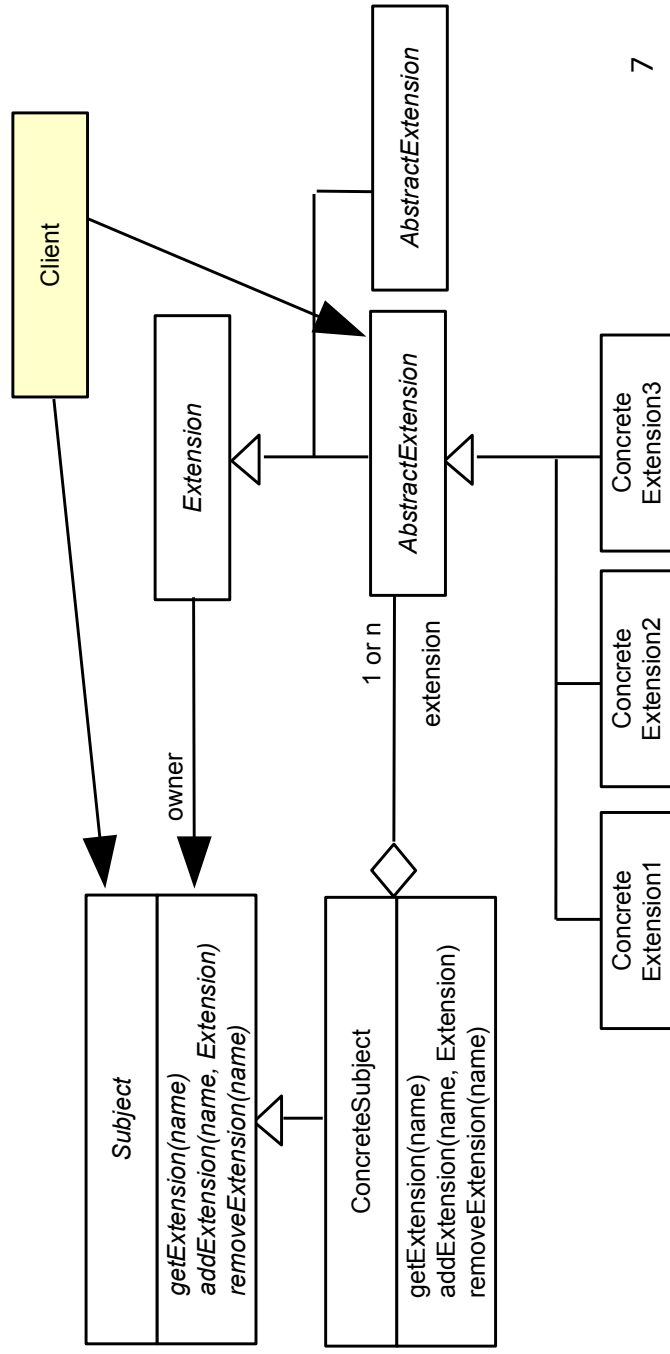 Client
Subject
getExtension(name)
addExtension(name, Extension)
removeExtension(name)
owner
Extension
ConcreteSubject
getExtension(name)
addExtension(name, Extension)
removeExtension(name)
1 or n
extension
AbstractExtension
AbstractExtension
Concrete
Extension1
Concrete
Extension2
Concrete
Extension3
7